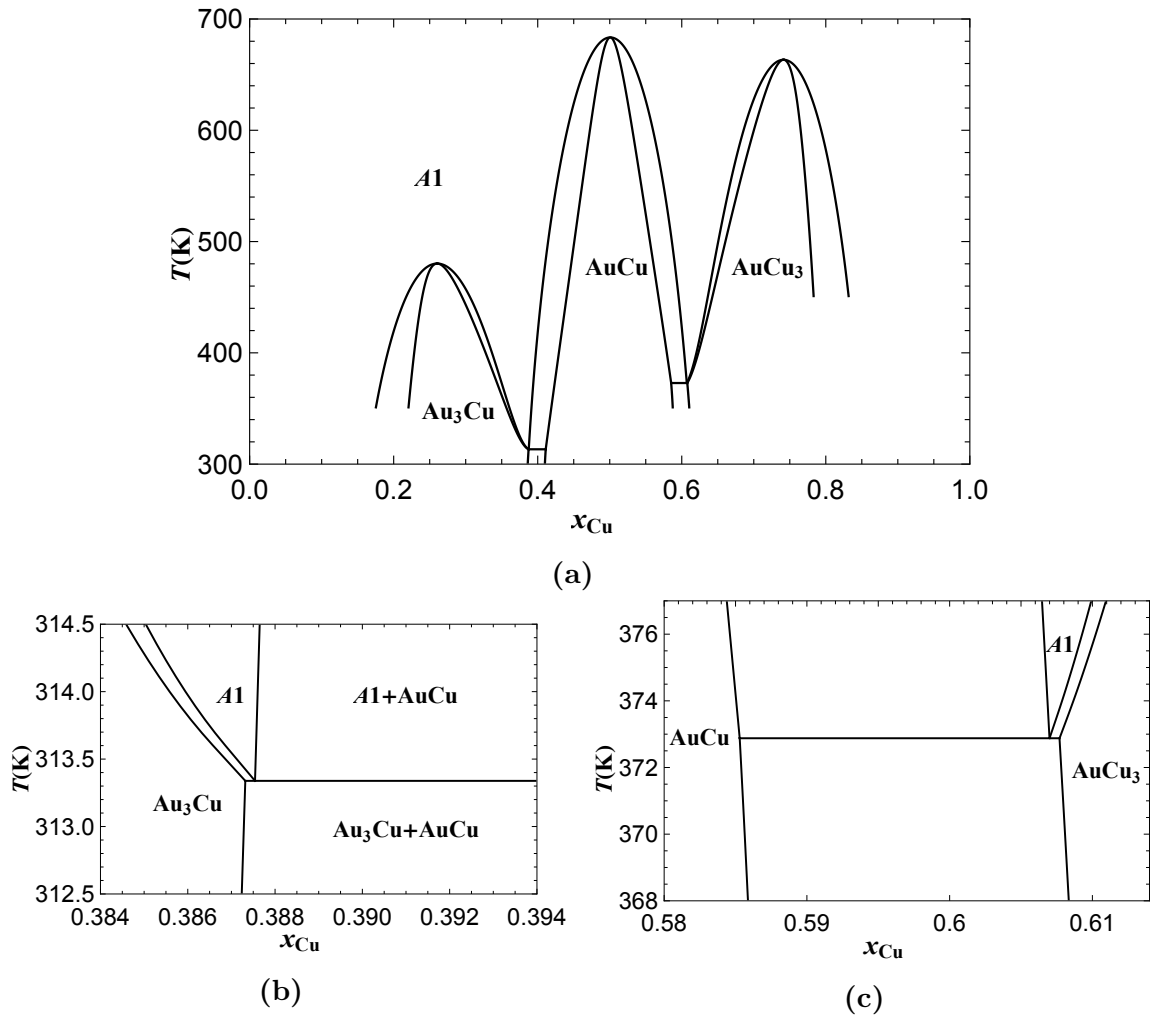 700
600
500
400
300
T(K)
A1
Au₃Cu
AuCu
AuCu₃
0.0 0.2 0.4 0.6 0.8 1.0
x_Cu
(a)
314.5
314.0
313.5
313.0
312.5
T(K)
A1
A1+AuCu
Au₃Cu
Au₃Cu+AuCu
0.384 0.386 0.388 0.390 0.392 0.394
x_Cu
(b)
376
374
372
370
368
T(K)
A1
AuCu
AuCu₃
0.58 0.59 0.6 0.61
x_Cu
(c)